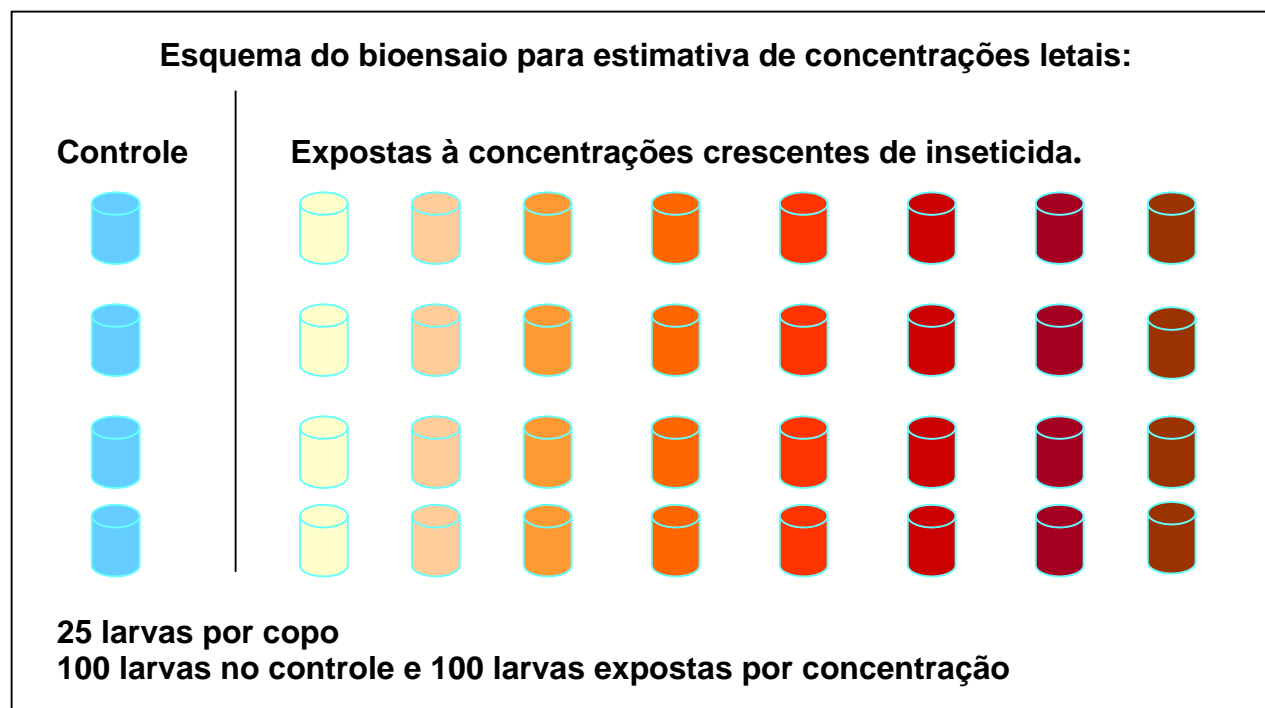 Esquema do bioensaio para estimativa de concentrações letais:
Controle
Expostas à concentrações crescentes de inseticida.
25 larvas por copo
100 larvas no controle e 100 larvas expostas por concentração